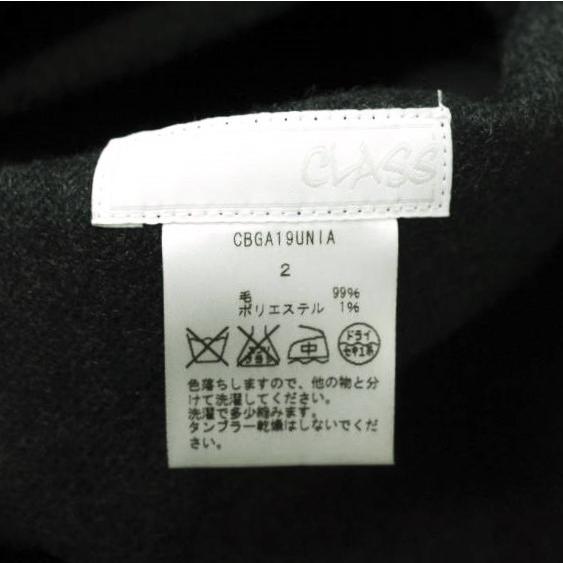 CLASS
CBGA19UNIA
2
毛 99%
ポリエステル 1%
中 ドライ
セキユ系
色落ちしますので、他の物と分
けて洗濯してください。
洗濯で多少縮みます。
タンブラー乾燥はしないでくだ
さい。